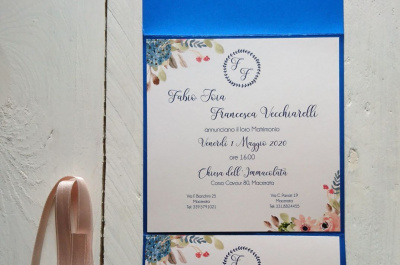 F F
Fabio Toia
Francesca Vecchiarelli
annunciano il loro Matrimonio
Venerdì 1 Maggio 2020
ore 16:00
Chiesa dell'Immacolata
Corso Cavour 80, Macerata
Macerata
Macerata